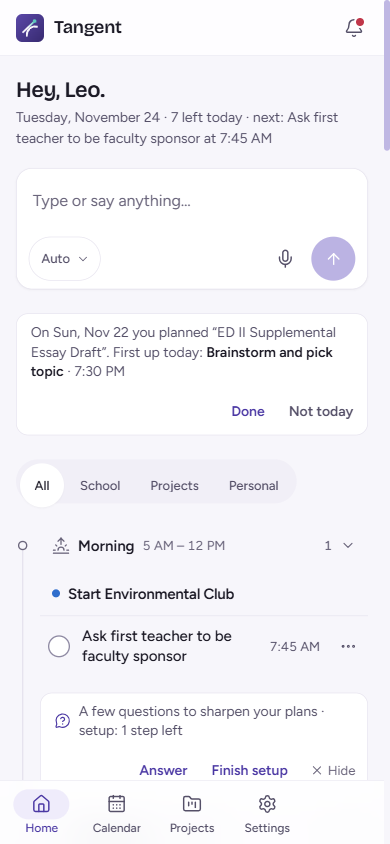 Tangent
Hey, Leo.
Tuesday, November 24 · 7 left today · next: Ask first
teacher to be faculty sponsor at 7:45 AM
Type or say anything...
Auto
On Sun, Nov 22 you planned “ED II Supplemental
Essay Draft”. First up today: Brainstorm and pick
topic · 7:30 PM
Done Not today
All School Projects Personal
Morning 5 AM – 12 PM 1
Start Environmental Club
Ask first teacher to be
faculty sponsor
7:45 AM
A few questions to sharpen your plans ·
setup: 1 step left
Answer Finish setup Hide
Home Calendar Projects Settings